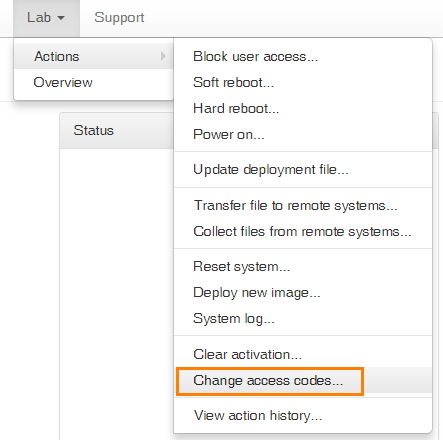 Lab Support
Actions
Overview
Status
Block user access...
Soft reboot...
Hard reboot...
Power on...
Update deployment file...
Transfer file to remote systems...
Collect files from remote systems...
Reset system...
Deploy new image...
System log...
Clear activation...
Change access codes...
View action history...